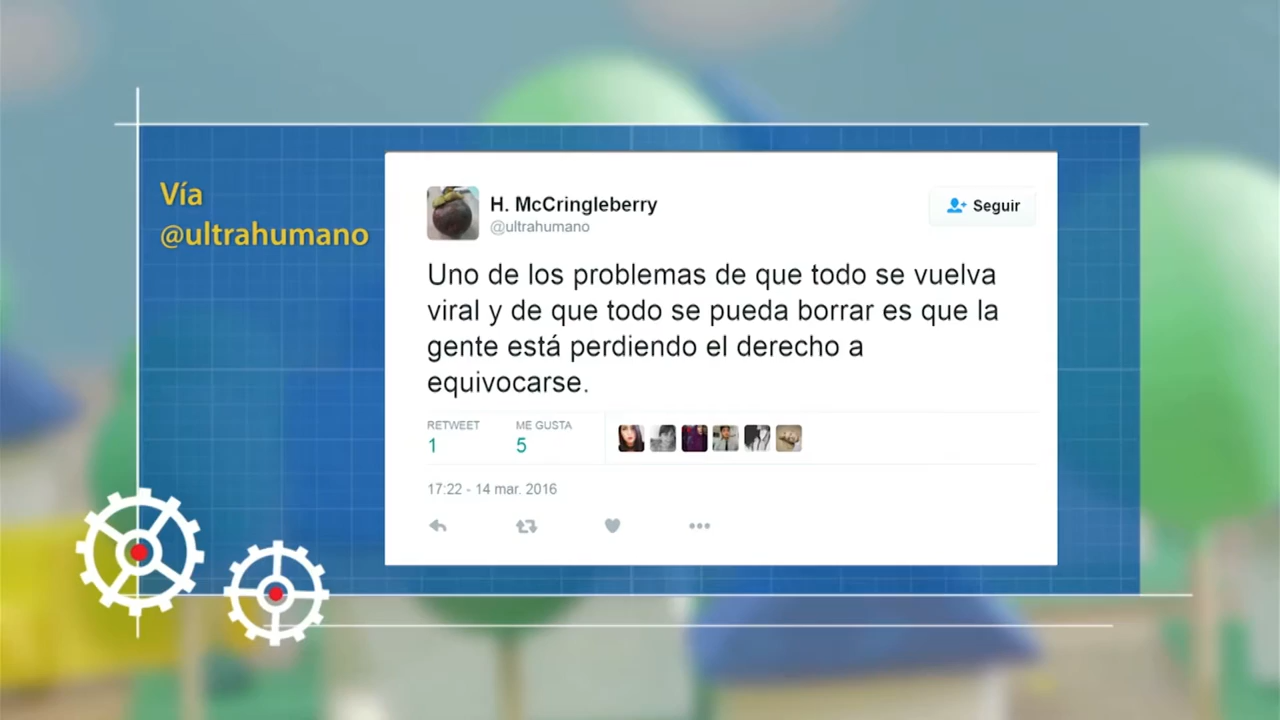 Vía
@ultrahumano
H. McCringleberry
@ultrahumano
Seguir
Uno de los problemas de que todo se vuelva
viral y de que todo se pueda borrar es que la
gente está perdiendo el derecho a
equivocarse.
RETWEET
1
ME GUSTA
5
17:22 - 14 mar. 2016